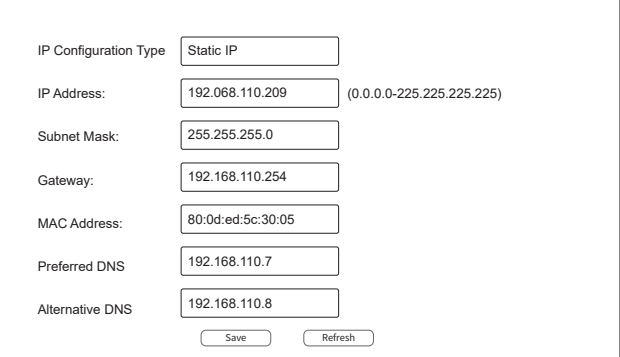 IP Configuration Type Static IP
IP Address: 192.068.110.209 (0.0.0.0-225.225.225.225)
Subnet Mask: 255.255.255.0
Gateway: 192.168.110.254
MAC Address: 80:0d:ed:5c:30:05
Preferred DNS 192.168.110.7
Alternative DNS 192.168.110.8
Save Refresh